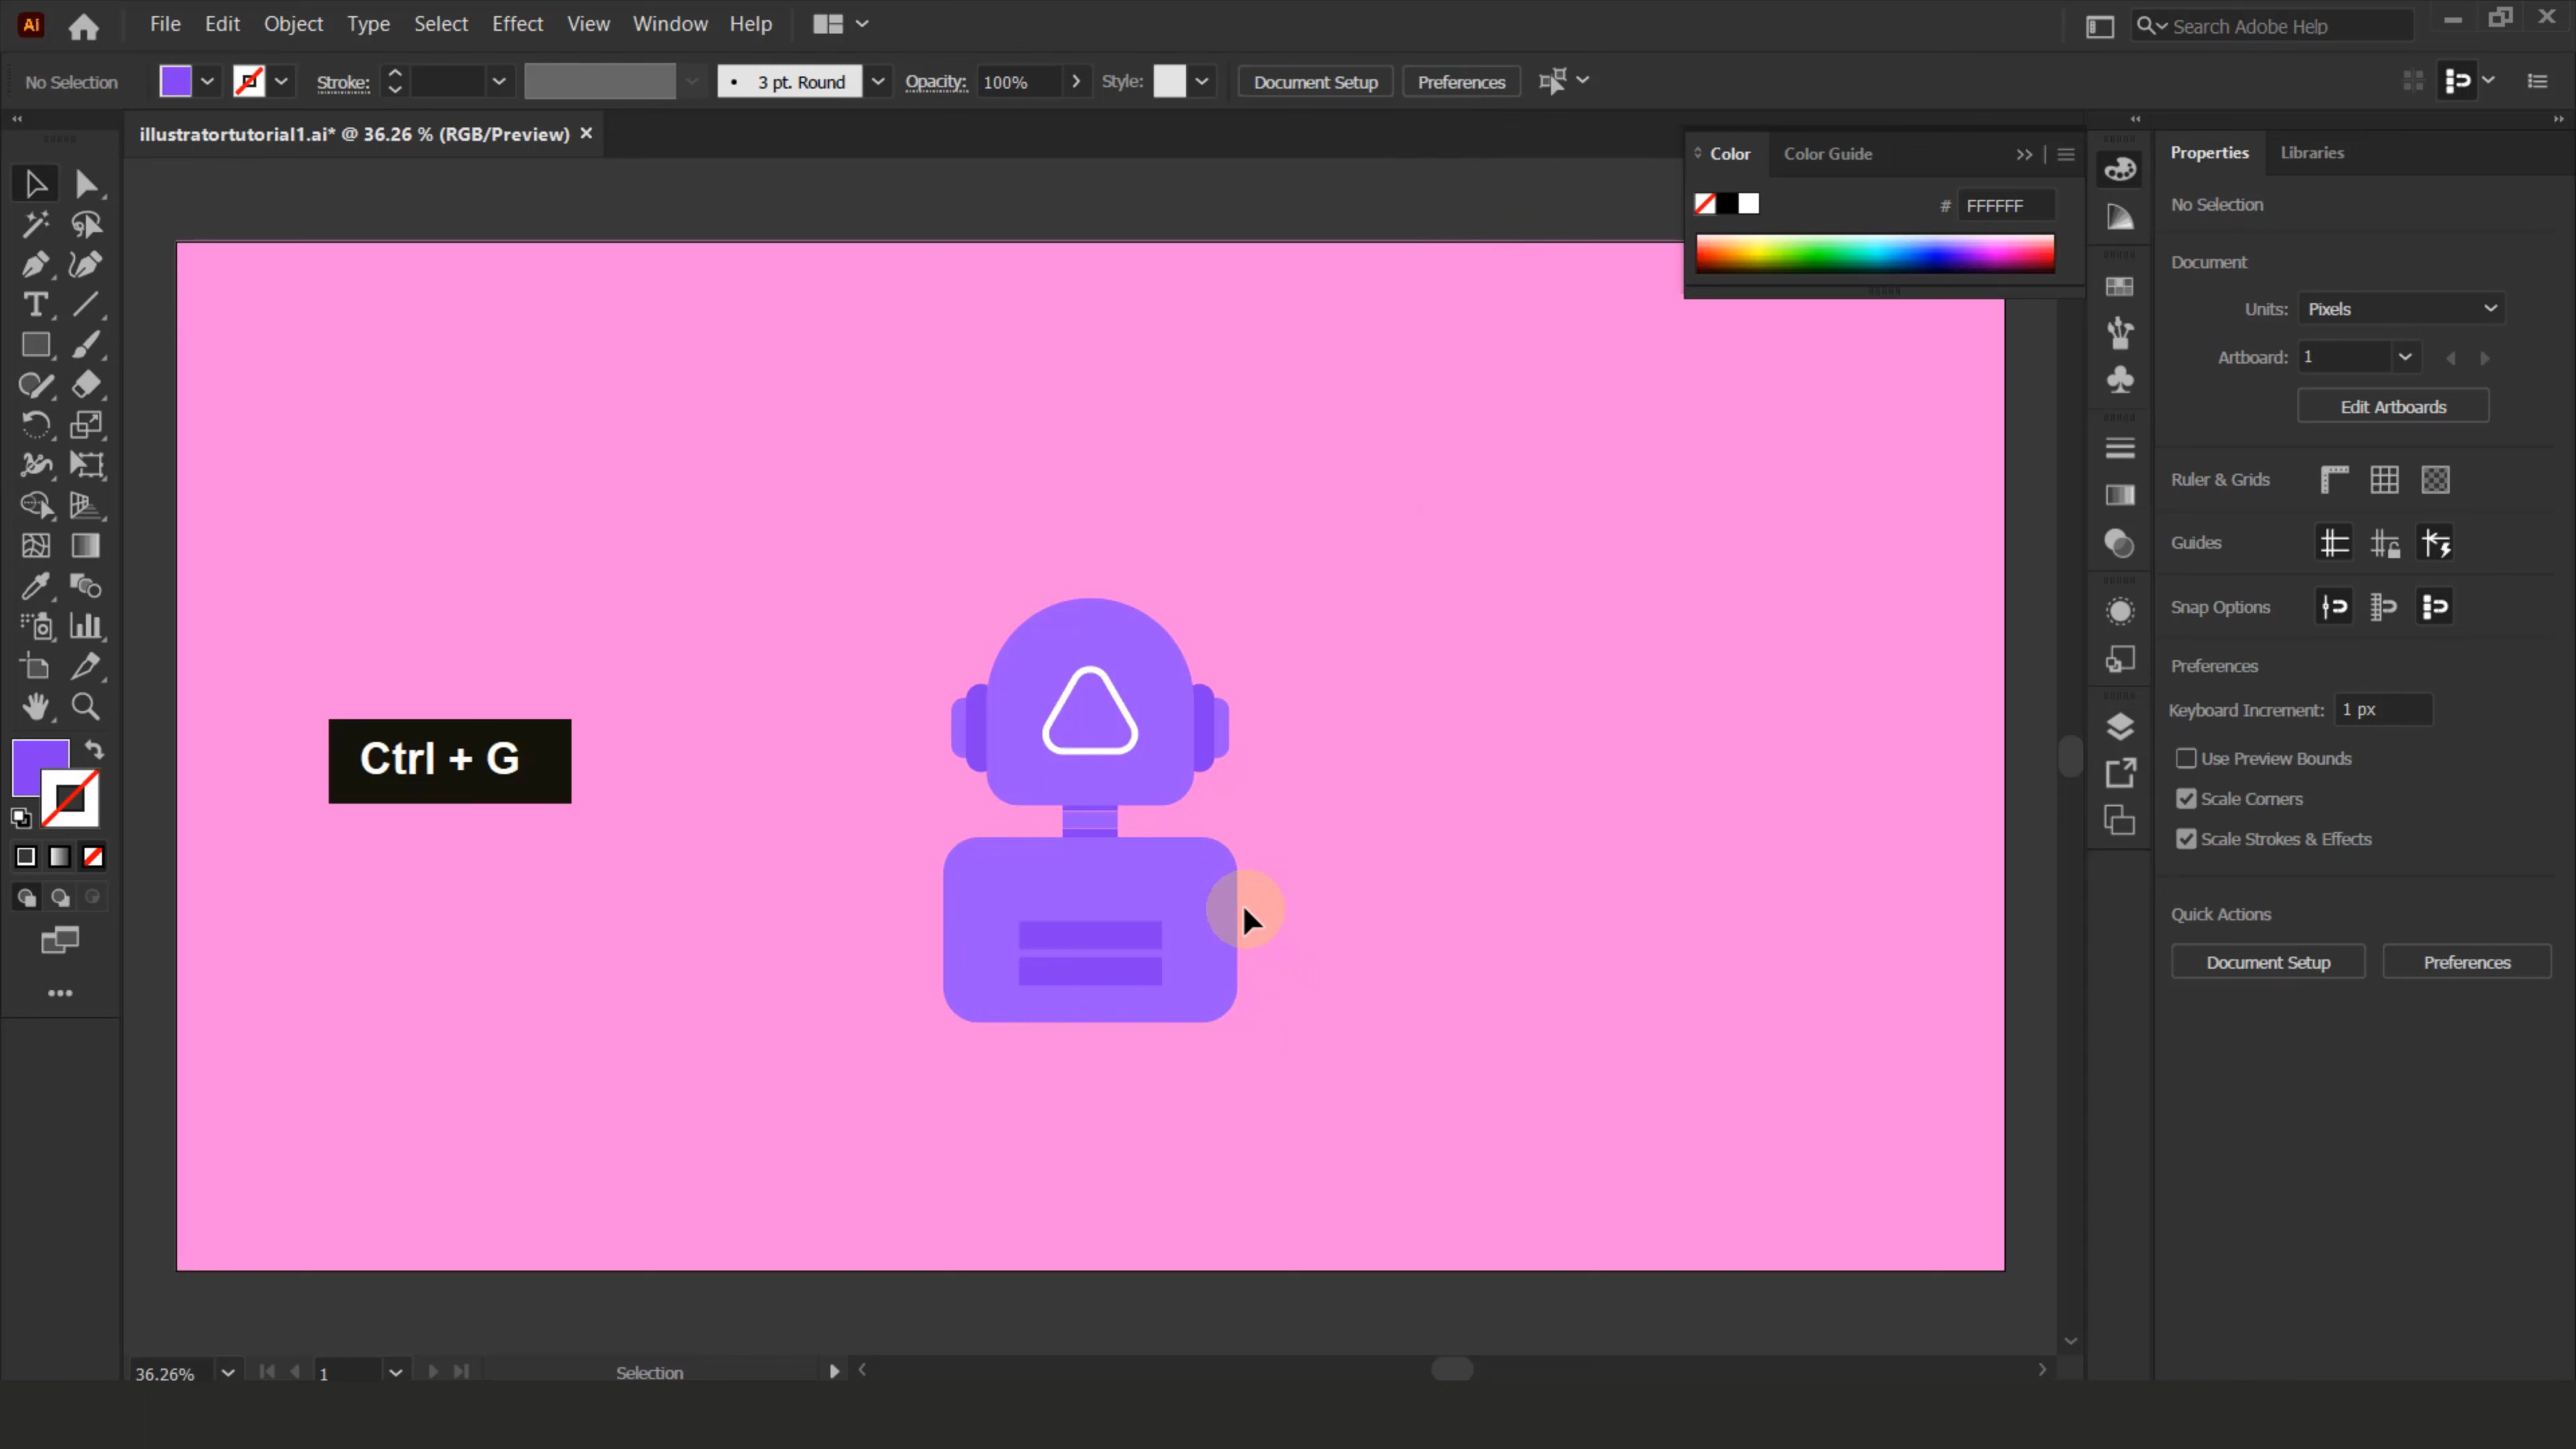 Ai File Edit Object Type Select Effect View Window Help Search Adobe Help
No Selection Stroke: 3 pt. Round Opacity: 100% Style: Document Setup Preferences
illustratortutorial1.ai* @ 36.26 % (RGB/Preview)
Color Color Guide
# FFFFFF
Properties Libraries
No Selection
Document
Units: Pixels
Artboard: 1
Edit Artboards
Ruler & Grids
Guides
Snap Options
Preferences
Keyboard Increment: 1 px
Use Preview Bounds
Scale Corners
Scale Strokes & Effects
Quick Actions
Document Setup Preferences
Ctrl + G
36.26% 1 Selection